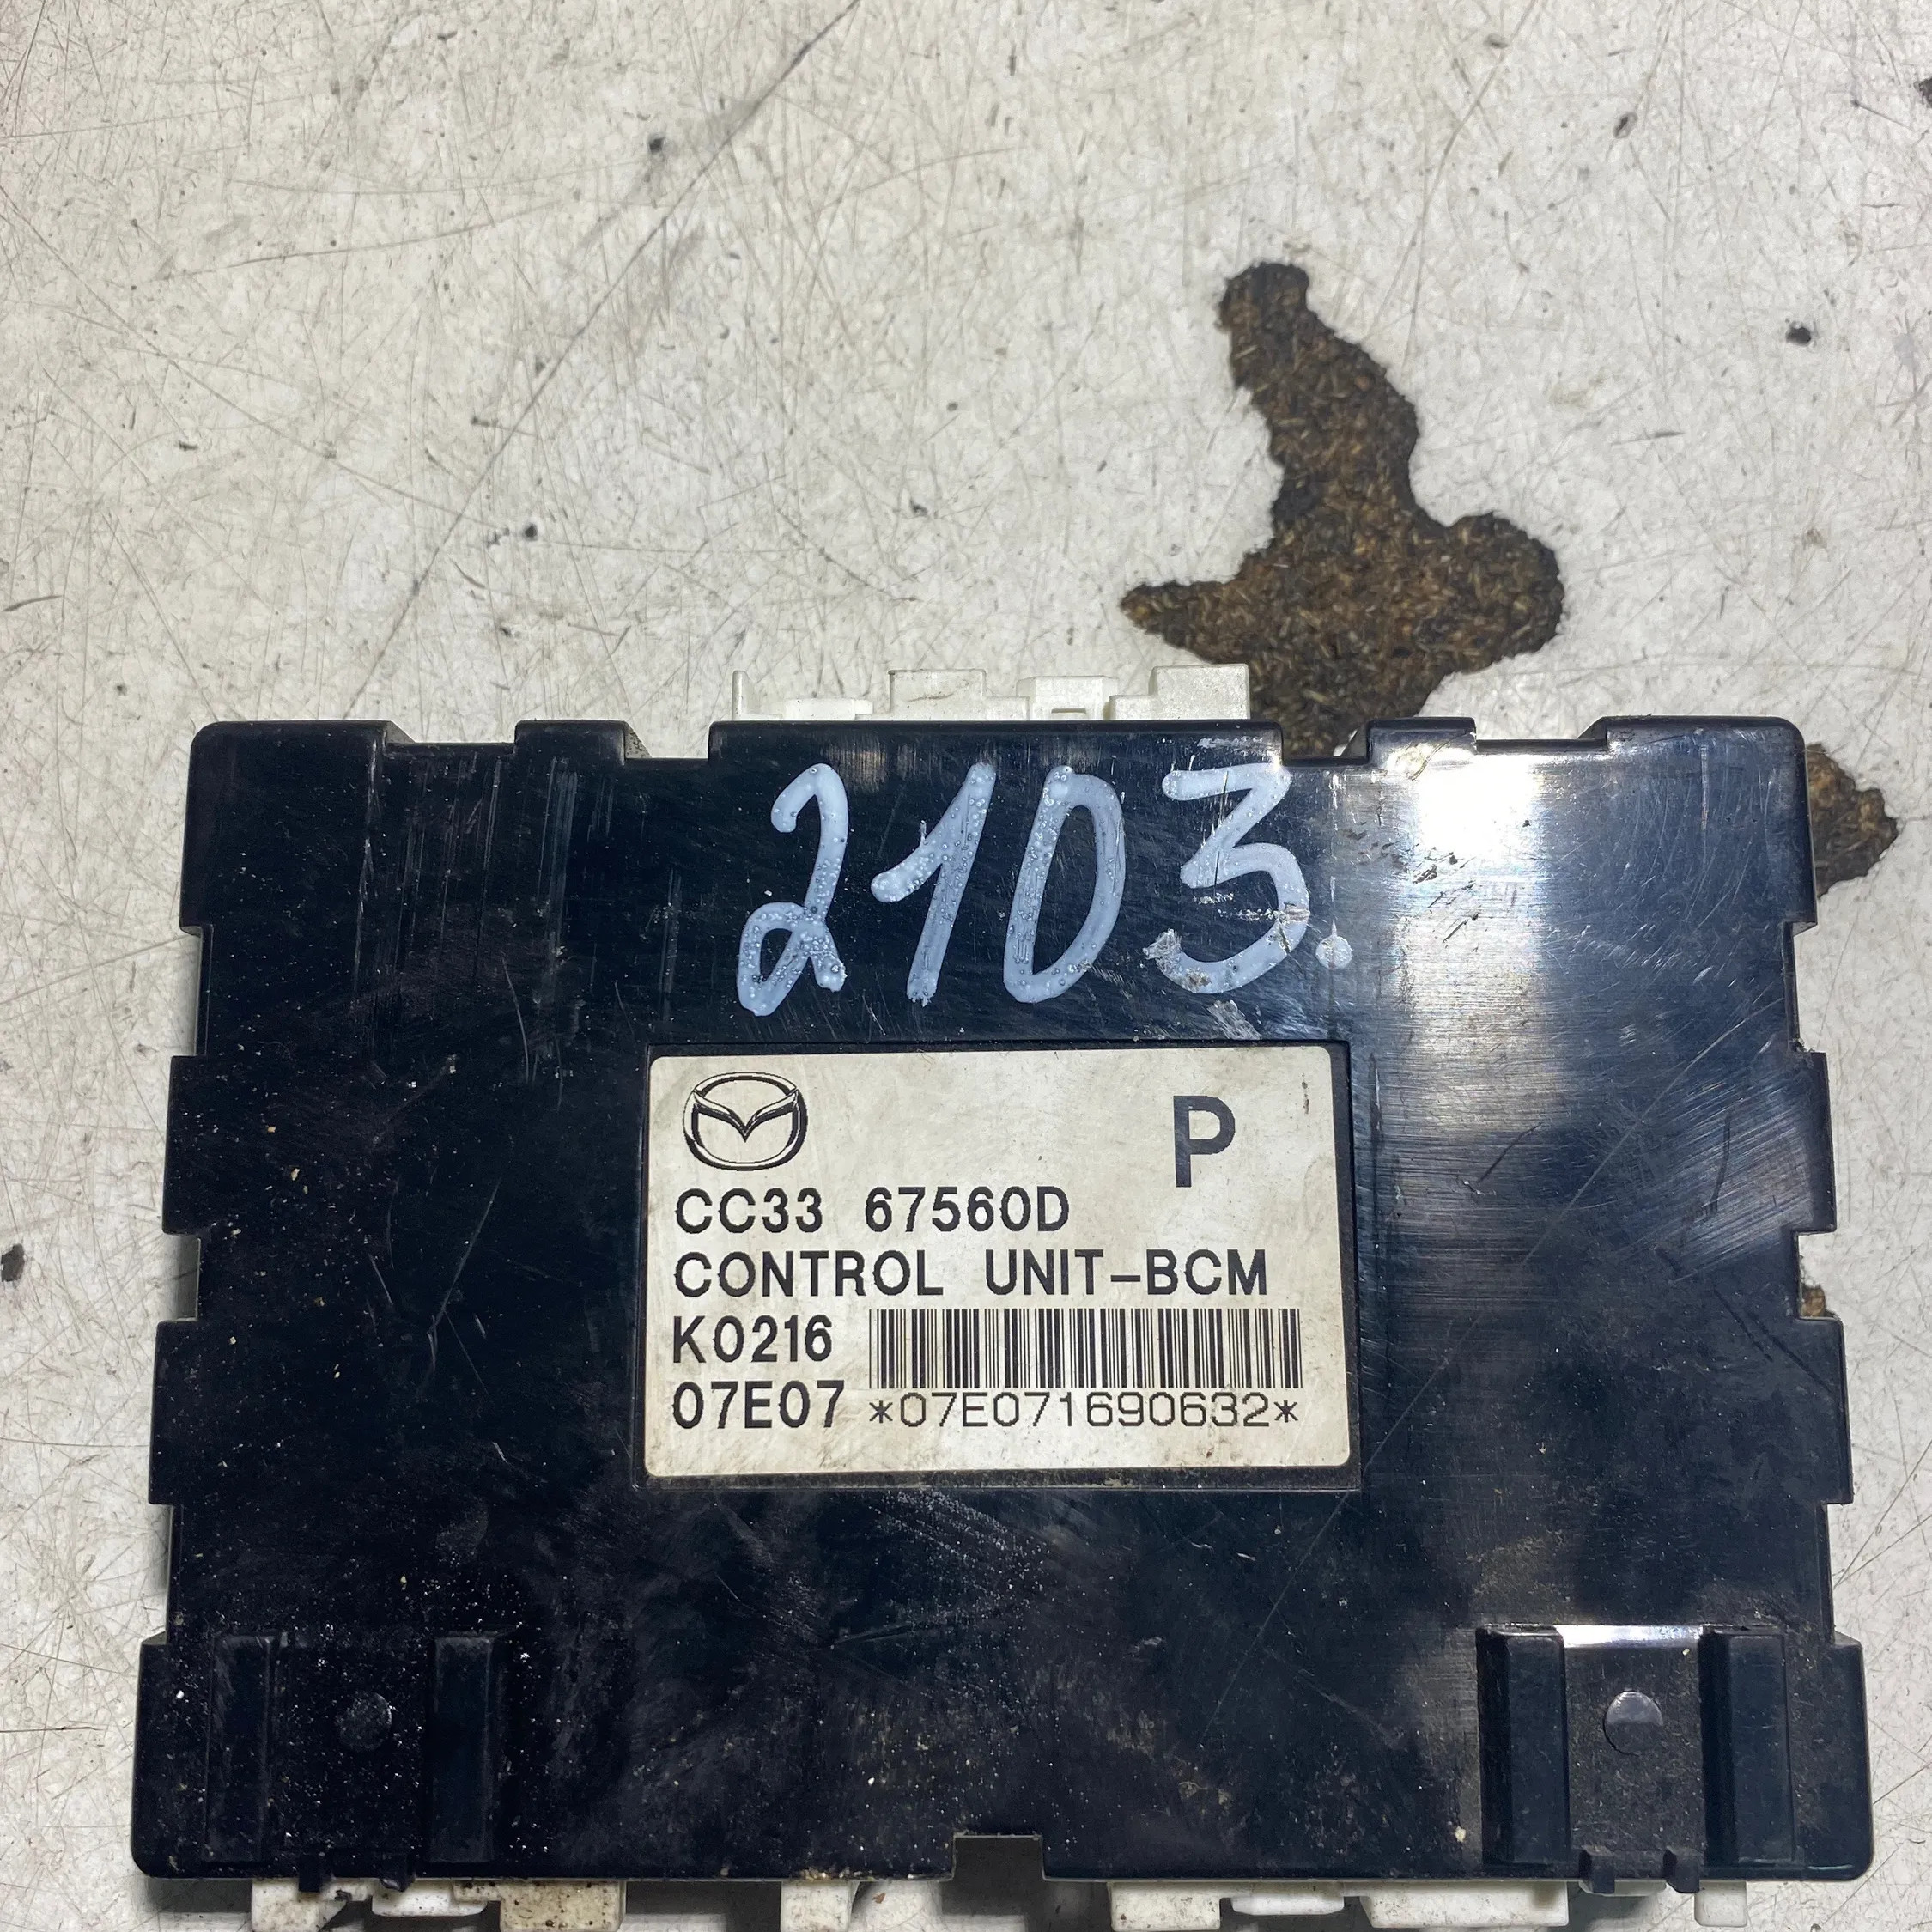 2103.
P
CC33 67560D
CONTROL UNIT-BCM
K0216
07E07 *07E071690632*